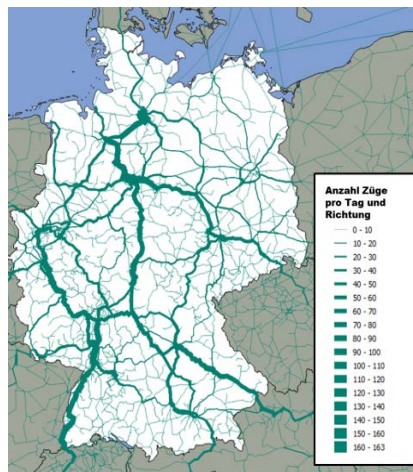 Anzahl Züge
pro Tag und
Richtung
0 - 10
10 - 20
20 - 30
30 - 40
40 - 50
50 - 60
60 - 70
70 - 80
80 - 90
90 - 100
100 - 110
110 - 120
120 - 130
130 - 140
140 - 150
150 - 160
160 - 163